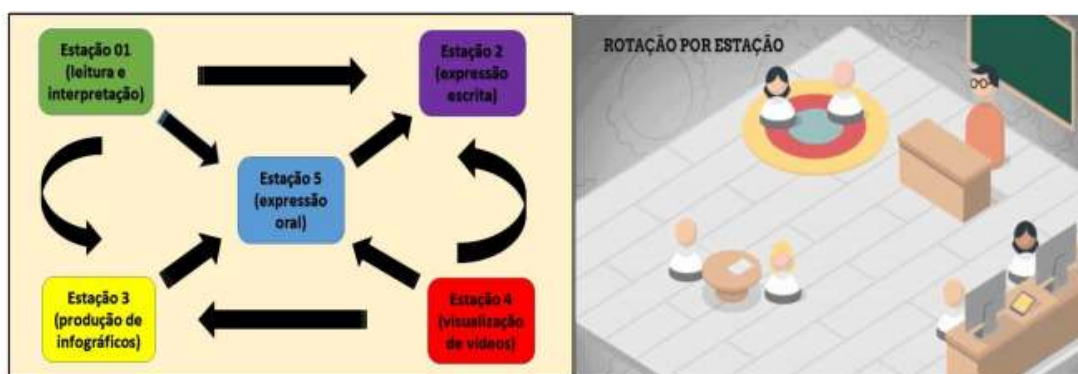 Estação 01
(leitura e
interpretação)
Estação 2
(expressão
escrita)
Estação 5
(expressão
oral)
Estação 3
(produção de
infográficos)
Estação 4
(visualização
de vídeos)
ROTAÇÃO POR ESTAÇÃO